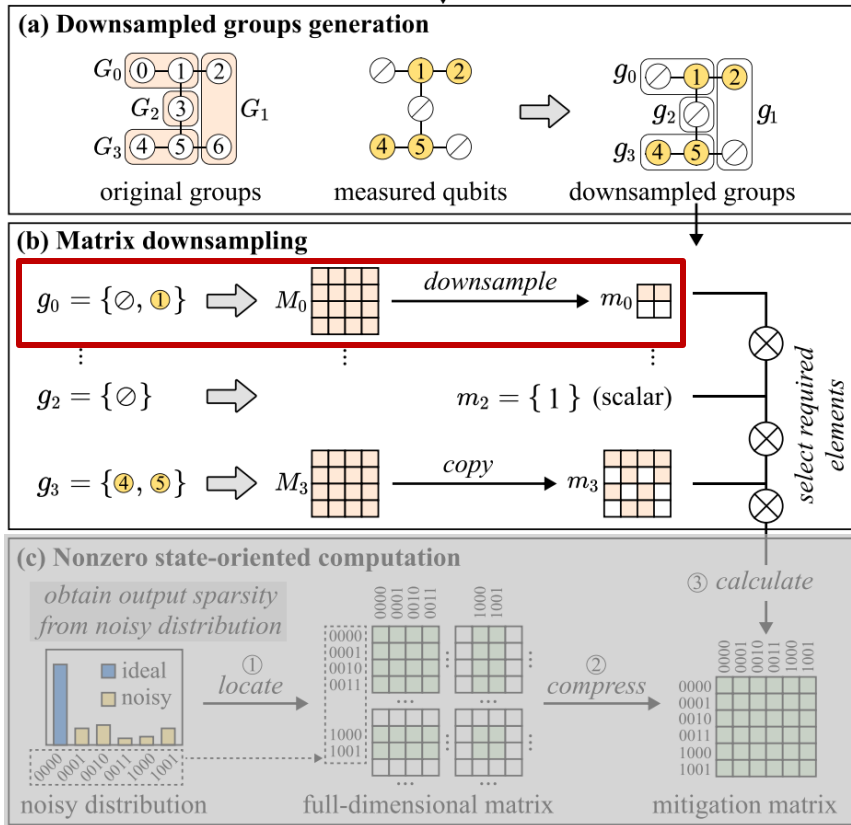 (a) Downsampled groups generation
G₀ 0 1 2
G₂ 3 G₁
G₃ 4 5 6
original groups
∅ 1 2
∅
4 5 ∅
measured qubits
g₀ ∅ 1 2
g₂ ∅ g₁
g₃ 4 5 ∅
downsampled groups
(b) Matrix downsampling
g₀ = {∅, 1} M₀ downsample m₀
⋮ ⋮ ⋮
g₂ = {∅} m₂ = { 1 } (scalar)
g₃ = {4, 5} M₃ copy m₃
select required
elements
(c) Nonzero state-oriented computation
obtain output sparsity
from noisy distribution
ideal
noisy
0000 0001 0010 0011 1000 1001
noisy distribution
① locate
0000 0001 0010 0011 1000 1001
0000
0001
0010
0011
1000
1001
full-dimensional matrix
② compress
③ calculate
0000 0001 0010 0011 1000 1001
0000
0001
0010
0011
1000
1001
mitigation matrix